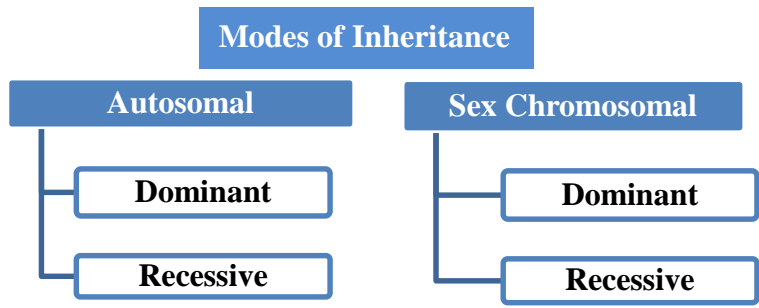 Modes of Inheritance
Autosomal
Dominant
Recessive
Sex Chromosomal
Dominant
Recessive